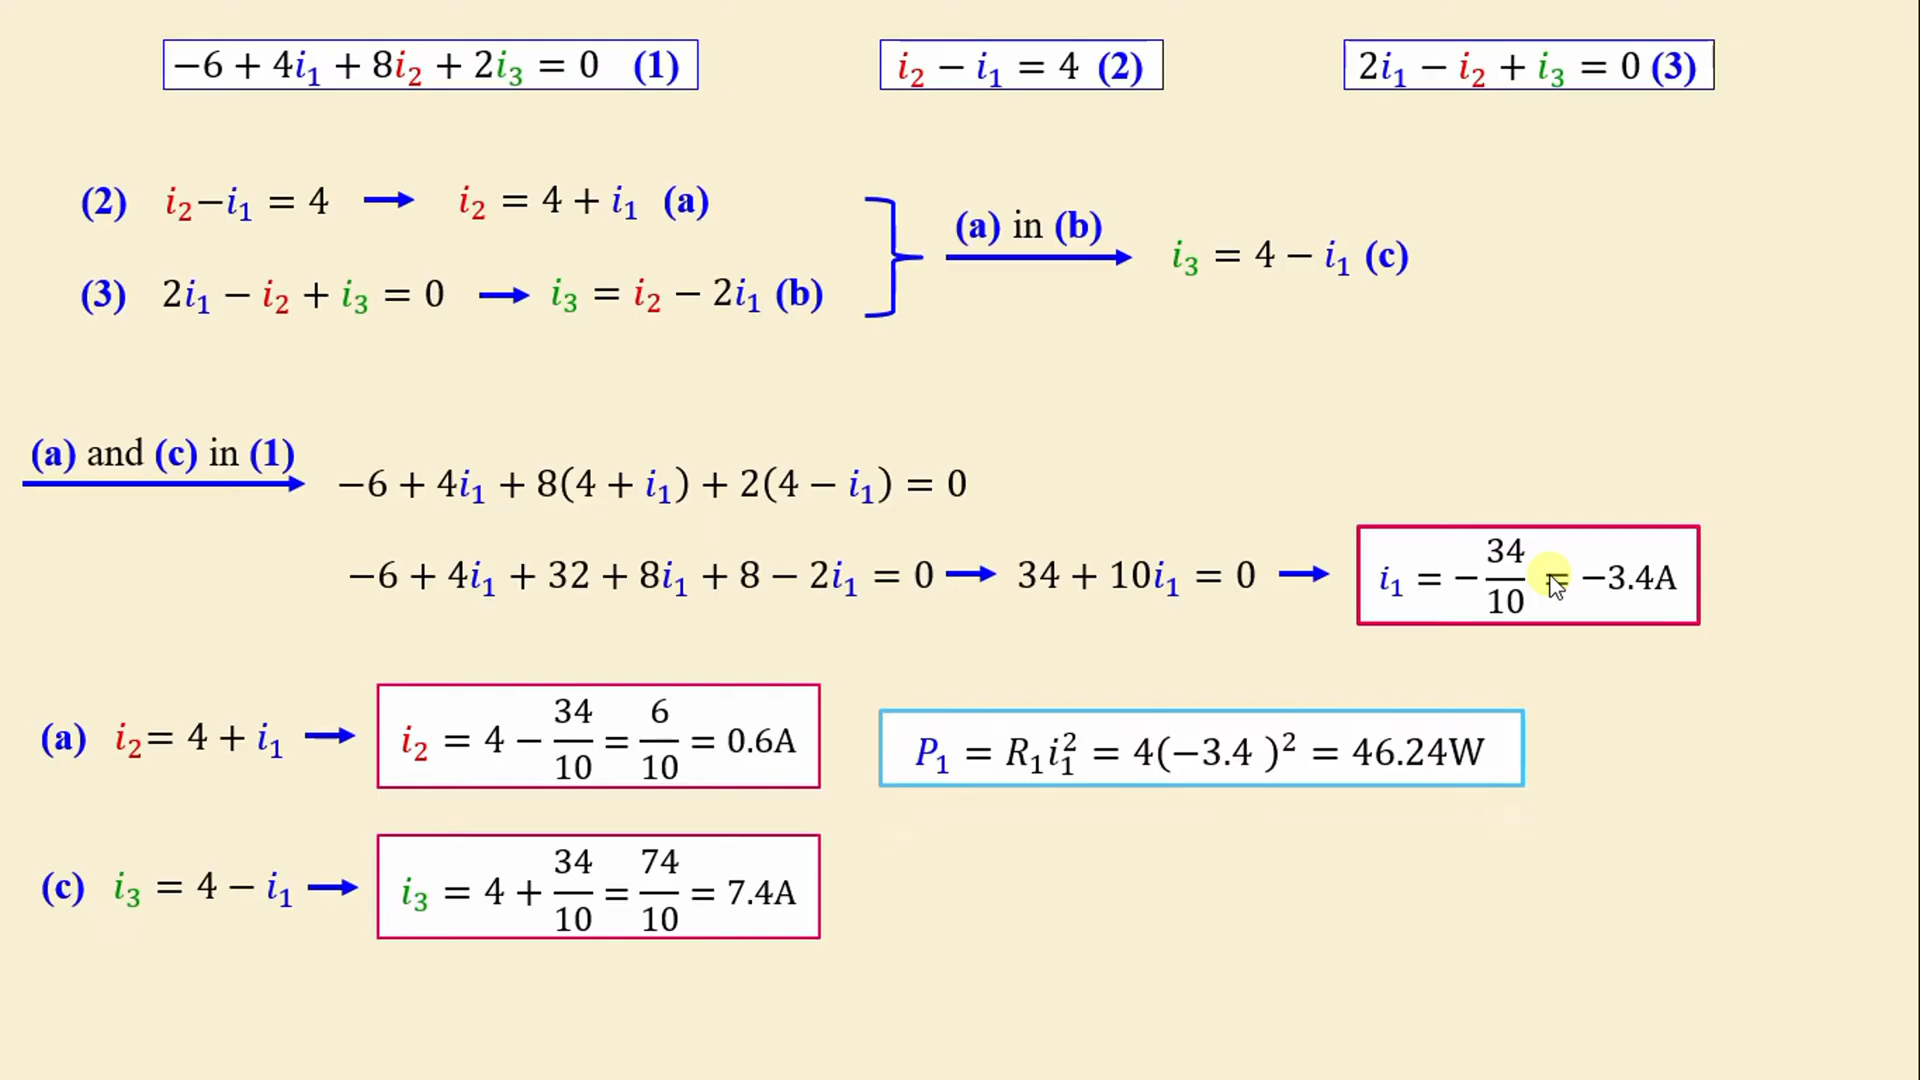 −6 + 4i₁ + 8i₂ + 2i₃ = 0 (1)
i₂ − i₁ = 4 (2)
2i₁ − i₂ + i₃ = 0 (3)
(2) i₂−i₁ = 4 → i₂ = 4 + i₁ (a)
(3) 2i₁ − i₂ + i₃ = 0 → i₃ = i₂ − 2i₁ (b)
(a) in (b)
i₃ = 4 − i₁ (c)
(a) and (c) in (1)
−6 + 4i₁ + 8(4 + i₁) + 2(4 − i₁) = 0
−6 + 4i₁ + 32 + 8i₁ + 8 − 2i₁ = 0 → 34 + 10i₁ = 0 → i₁ = −34/10 = −3.4A
(a) i₂= 4 + i₁ → i₂ = 4 − 34/10 = 6/10 = 0.6A
P₁ = R₁i₁² = 4(−3.4 )² = 46.24W
(c) i₃ = 4 − i₁ → i₃ = 4 + 34/10 = 74/10 = 7.4A